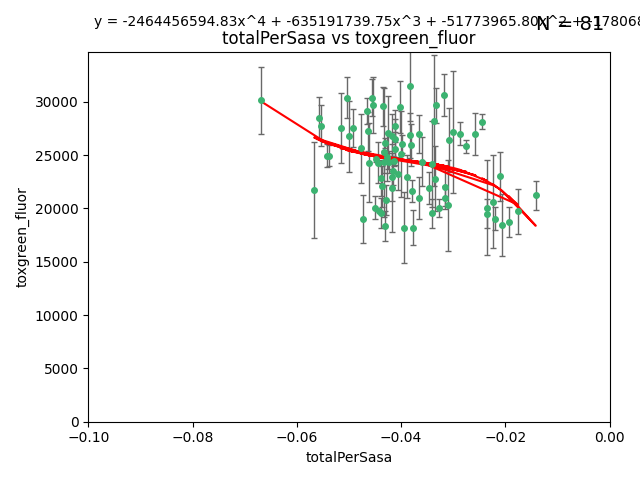 y = -2464456594.83x^4 + -635191739.75x^3 + -51773965.80x^2 + -178068
N = 81
totalPerSasa vs toxgreen_fluor
30000
25000
20000
15000
10000
5000
0
toxgreen_fluor
−0.10 −0.08 −0.06 −0.04 −0.02 0.00
totalPerSasa